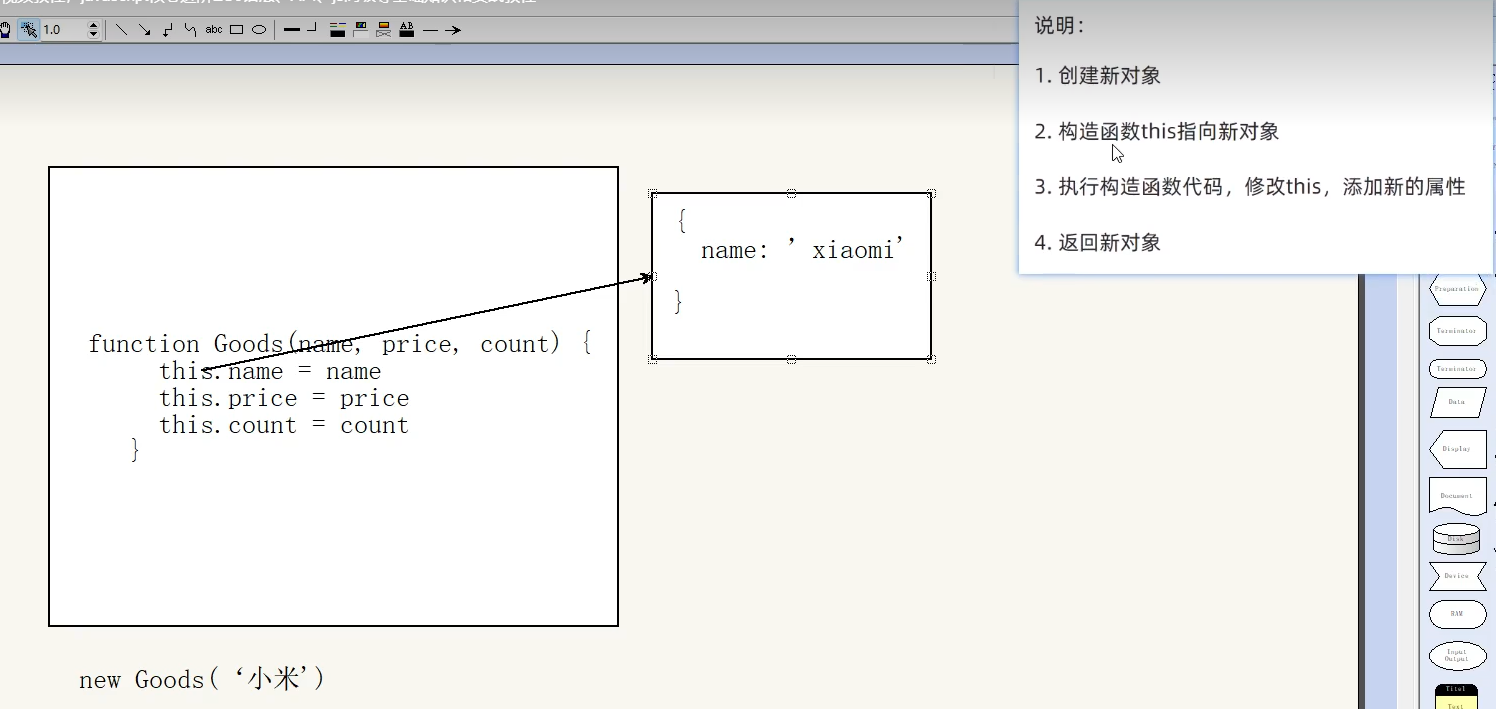 1.0
abc
AB
说明：
1. 创建新对象
2. 构造函数this指向新对象
3. 执行构造函数代码，修改this，添加新的属性
4. 返回新对象
{
name: ’xiaomi’
}
function Goods(name, price, count) {
this.name = name
this.price = price
this.count = count
}
new Goods(‘小米’)
Preparation
Terminator
Terminator
Data
Display
Document
Disk
Device
RAM
Input
Output
Titel
Text